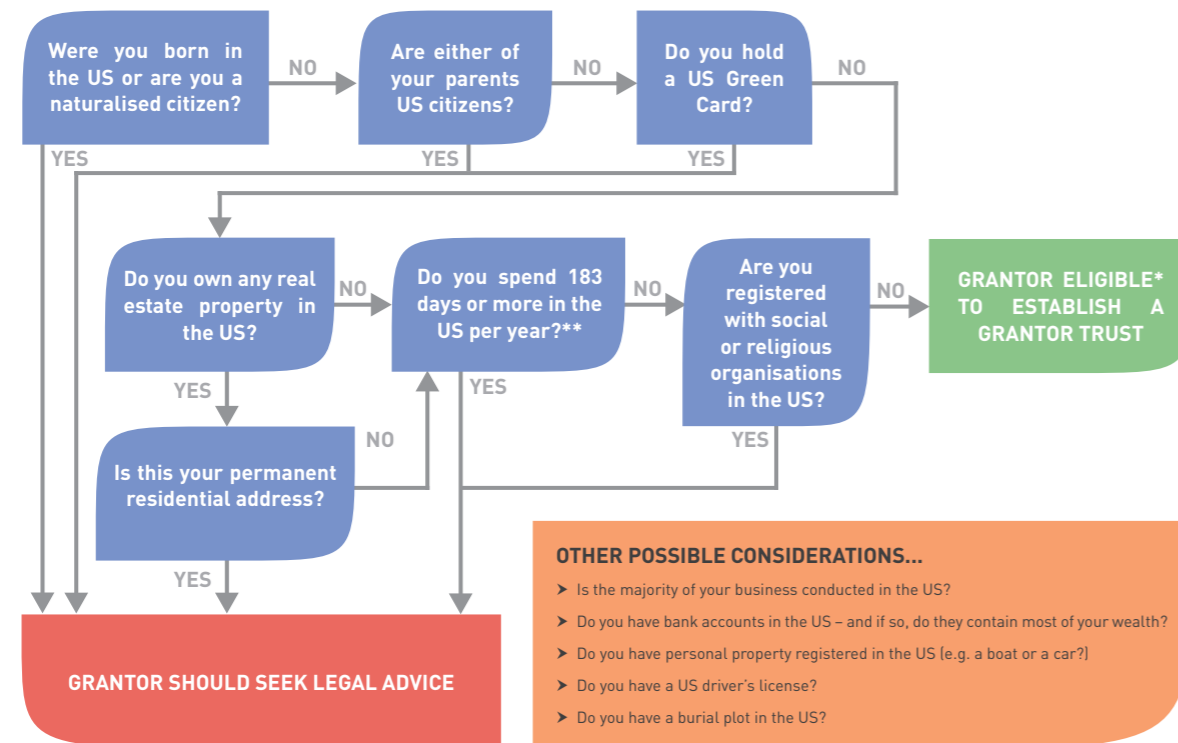 Were you born in
the US or are you a
naturalised citizen?
NO
Are either of
your parents
US citizens?
NO
Do you hold
a US Green
Card?
NO
YES
YES
YES
Do you own any real
estate property in
the US?
NO
Do you spend 183
days or more in the
US per year?**
NO
Are you
registered
with social
or religious
organisations
in the US?
NO
GRANTOR ELIGIBLE*
TO ESTABLISH A
GRANTOR TRUST
YES
YES
YES
Is this your permanent
residential address?
NO
YES
GRANTOR SHOULD SEEK LEGAL ADVICE
OTHER POSSIBLE CONSIDERATIONS...
➤ Is the majority of your business conducted in the US?
➤ Do you have bank accounts in the US – and if so, do they contain most of your wealth?
➤ Do you have personal property registered in the US (e.g. a boat or a car?)
➤ Do you have a US driver's license?
➤ Do you have a burial plot in the US?